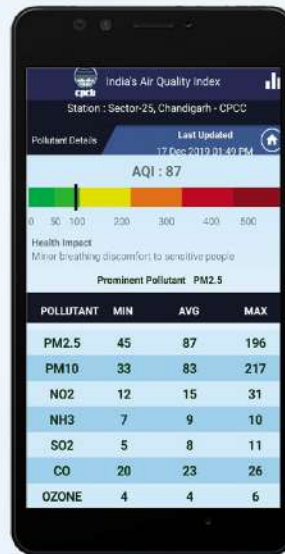 cpcb
India's Air Quality Index
Station : Sector-25, Chandigarh - CPCC
Pollutant Details
Last Updated
17 Dec 2019 01:49 PM
AQI : 87
0 50 100 200 300 400 500
Health Impact
Minor breathing discomfort to sensitive people
Prominent Pollutant PM2.5
POLLUTANT MIN AVG MAX
PM2.5 45 87 196
PM10 33 83 217
NO2 12 15 31
NH3 7 9 10
SO2 5 8 11
CO 20 23 26
OZONE 4 4 6